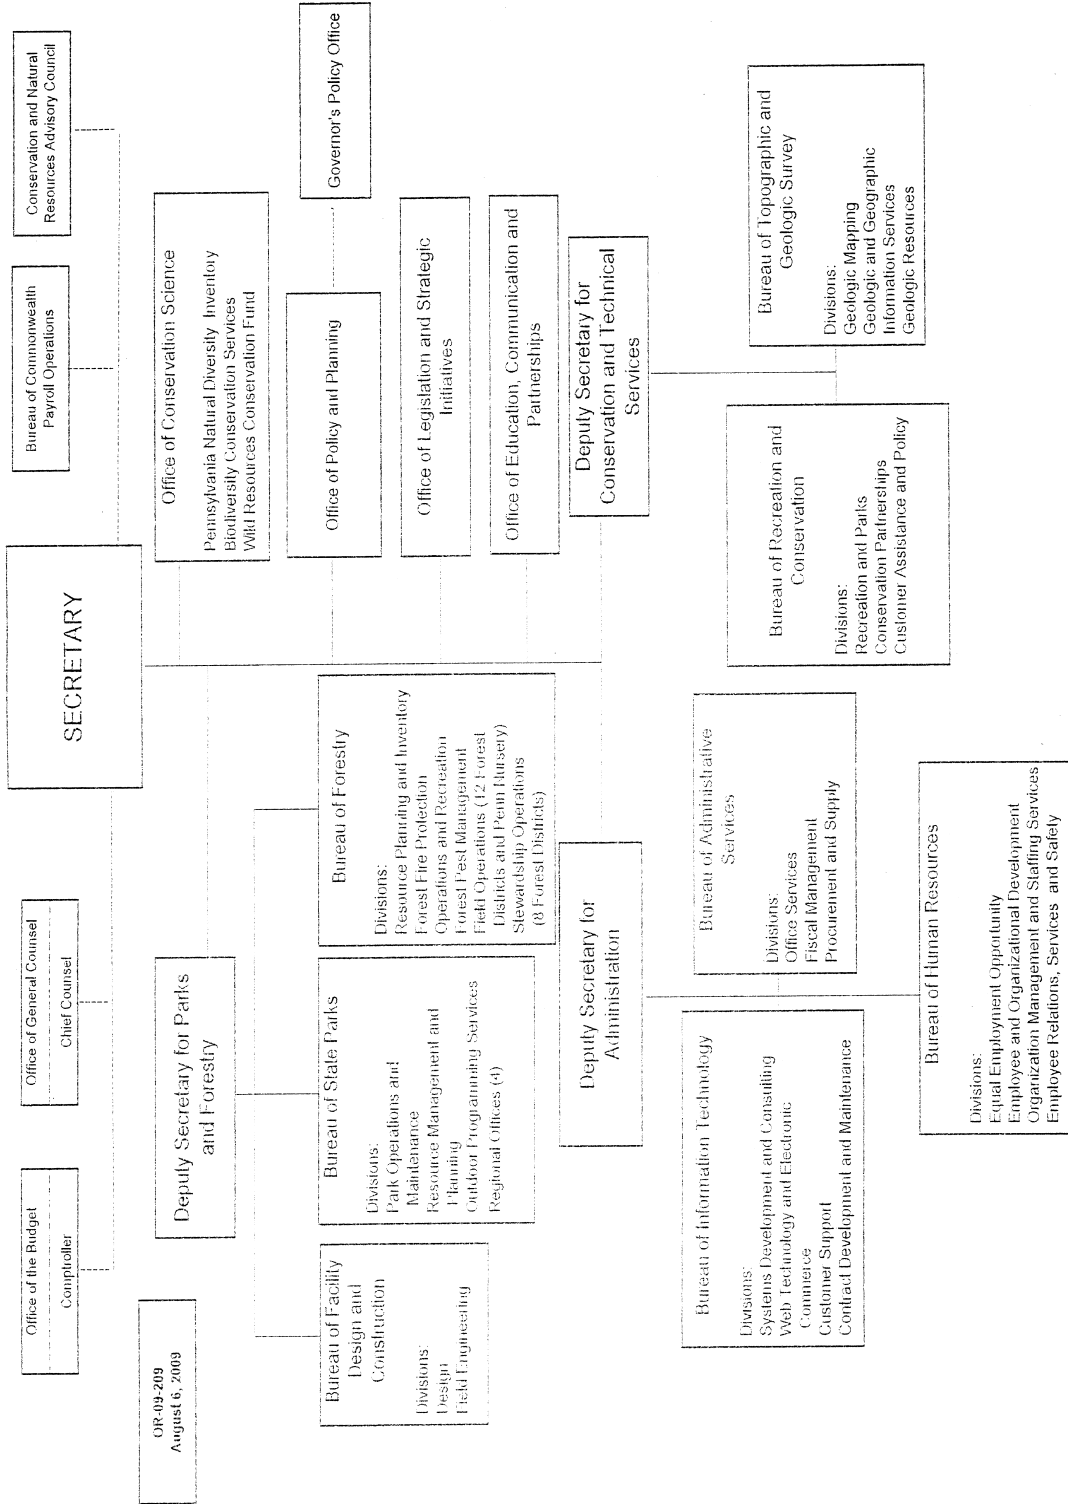 OR-09-209
August 6, 2009
Office of the Budget
Comptroller
Office of General Counsel
Chief Counsel
SECRETARY
Bureau of Commonwealth
Payroll Operations
Conservation and Natural
Resources Advisory Council
Office of Conservation Science
Pennsylvania Natural Diversity Inventory
Biodiversity Conservation Services
Wild Resources Conservation Fund
Office of Policy and Planning
Governor's Policy Office
Office of Legislation and Strategic
Initiatives
Office of Education, Communication and
Partnerships
Deputy Secretary for Parks
and Forestry
Bureau of Facility
Design and
Construction
Divisions:
Design
Field Engineering
Bureau of State Parks
Divisions:
Park Operations and
Maintenance
Resource Management and
Planning
Outdoor Programming Services
Regional Offices (4)
Bureau of Forestry
Divisions:
Resource Planning and Inventory
Forest Fire Protection
Operations and Recreation
Forest Pest Management
Field Operations (12 Forest
Districts and Penn Nursery)
Stewardship Operations
(8 Forest Districts)
Deputy Secretary for
Administration
Bureau of Information Technology
Divisions:
Systems Development and Consulting
Web Technology and Electronic
Commerce
Customer Support
Contract Development and Maintenance
Bureau of Administrative
Services
Divisions:
Office Services
Fiscal Management
Procurement and Supply
Bureau of Human Resources
Divisions:
Equal Employment Opportunity
Employee and Organizational Development
Organization Management and Staffing Services
Employee Relations, Services and Safety
Deputy Secretary for
Conservation and Technical
Services
Bureau of Recreation and
Conservation
Divisions:
Recreation and Parks
Conservation Partnerships
Customer Assistance and Policy
Bureau of Topographic and
Geologic Survey
Divisions:
Geologic Mapping
Geologic and Geographic
Information Services
Geologic Resources